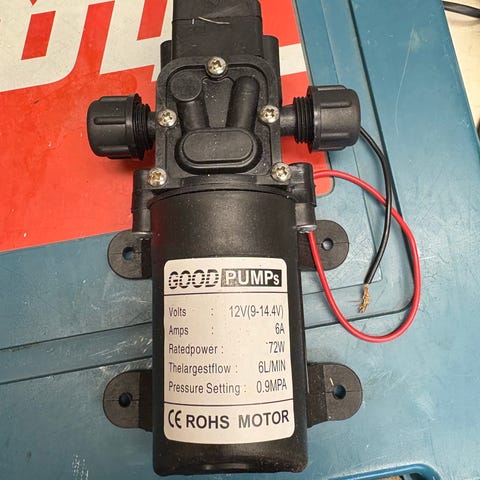 GOOD PUMPs
Volts : 12V(9-14.4V)
Amps : 6A
Ratedpower : 72W
Thelargestflow : 6L/MIN
Pressure Setting : 0.9MPA
CE ROHS MOTOR